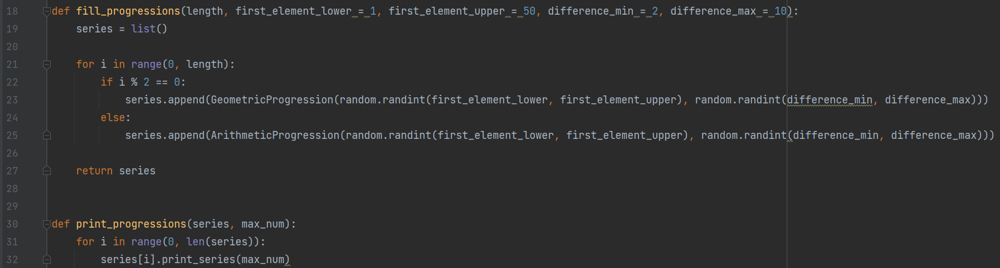 18 def fill_progressions(length, first_element_lower = 1, first_element_upper = 50, difference_min = 2, difference_max = 10):
19     series = list()
20
21     for i in range(0, length):
22         if i % 2 == 0:
23             series.append(GeometricProgression(random.randint(first_element_lower, first_element_upper), random.randint(difference_min, difference_max)))
24         else:
25             series.append(ArithmeticProgression(random.randint(first_element_lower, first_element_upper), random.randint(difference_min, difference_max)))
26
27     return series
28
29
30 def print_progressions(series, max_num):
31     for i in range(0, len(series)):
32         series[i].print_series(max_num)